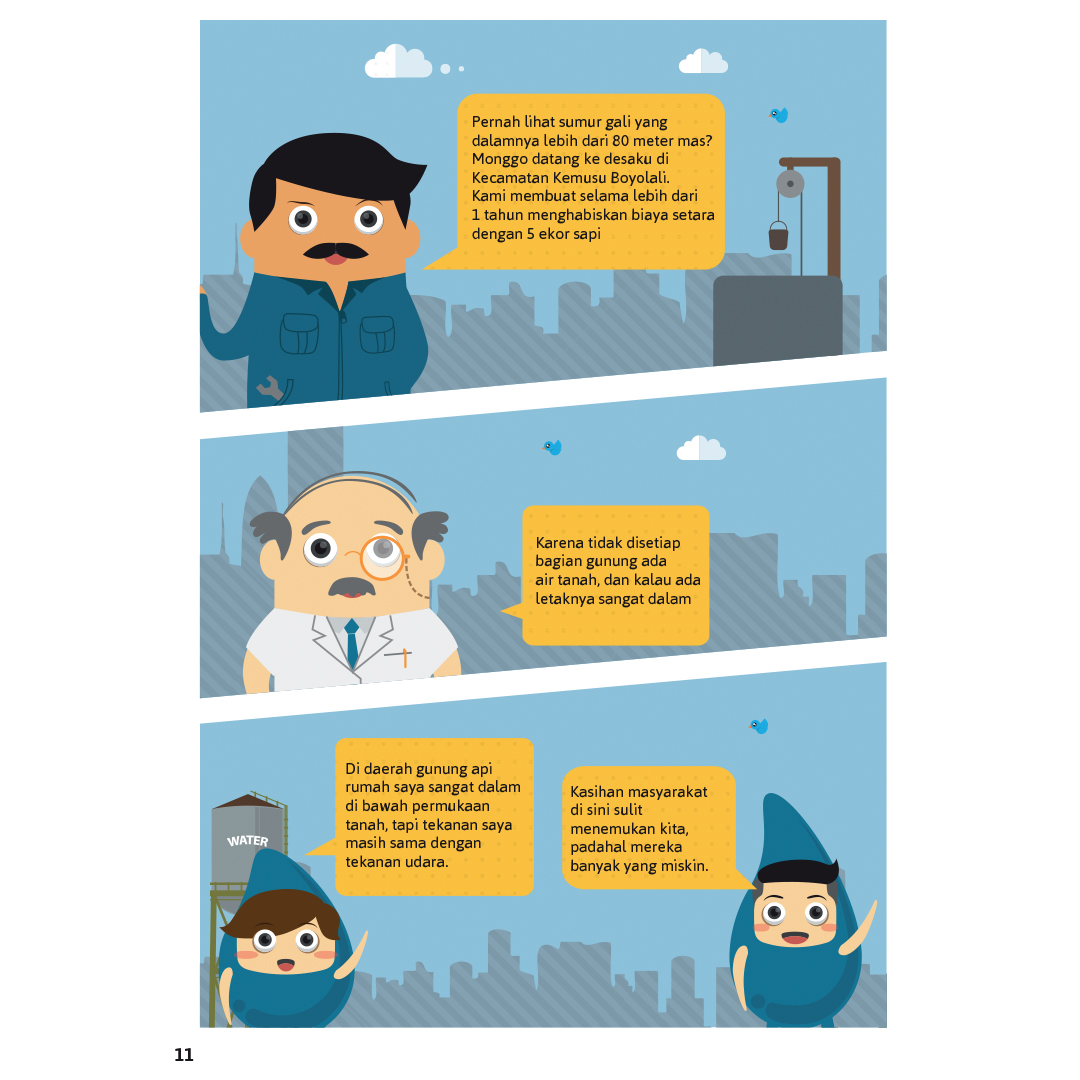 Pernah lihat sumur gali yang
dalamnya lebih dari 80 meter mas?
Monggo datang ke desaku di
Kecamatan Kemusu Boyolali.
Kami membuat selama lebih dari
1 tahun menghabiskan biaya setara
dengan 5 ekor sapi
Karena tidak disetiap
bagian gunung ada
air tanah, dan kalau ada
letaknya sangat dalam
Di daerah gunung api
rumah saya sangat dalam
di bawah permukaan
tanah, tapi tekanan saya
masih sama dengan
tekanan udara.
Kasihan masyarakat
di sini sulit
menemukan kita,
padahal mereka
banyak yang miskin.
WATER
11